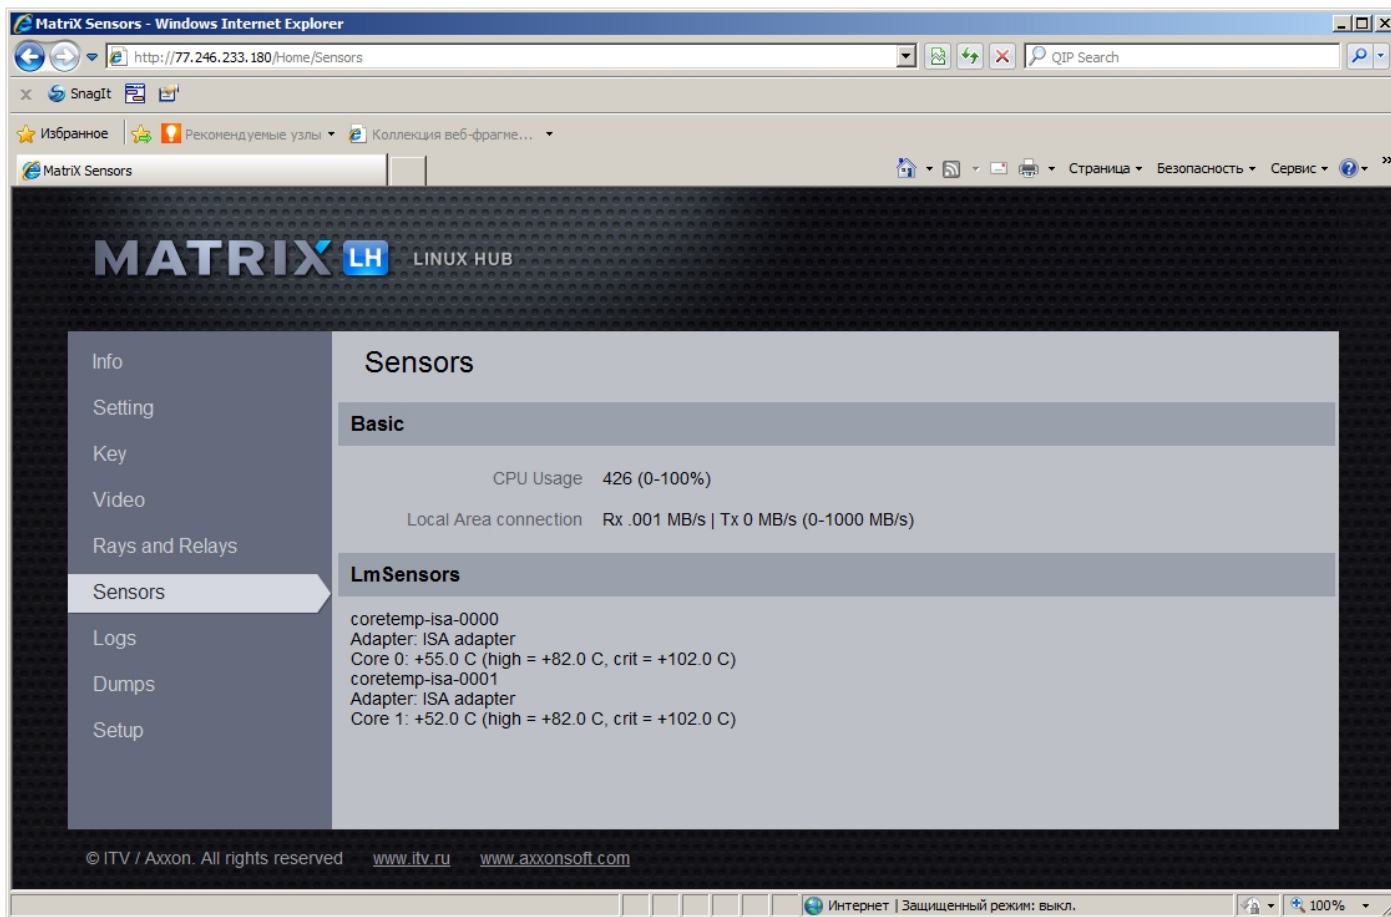 MatriX Sensors - Windows Internet Explorer
http://77.246.233.180/Home/Sensors
QIP Search
x SnagIt
Избранное Рекомендуемые узлы Коллекция веб-фрагме...
MatriX Sensors Страница Безопасность Сервис »
MATRIX LH LINUX HUB
Info
Setting
Key
Video
Rays and Relays
Sensors
Logs
Dumps
Setup
Sensors
Basic
CPU Usage 426 (0-100%)
Local Area connection Rx .001 MB/s | Tx 0 MB/s (0-1000 MB/s)
LmSensors
coretemp-isa-0000
Adapter: ISA adapter
Core 0: +55.0 C (high = +82.0 C, crit = +102.0 C)
coretemp-isa-0001
Adapter: ISA adapter
Core 1: +52.0 C (high = +82.0 C, crit = +102.0 C)
© ITV / Axxon. All rights reserved www.itv.ru www.axxonsoft.com
Интернет | Защищенный режим: выкл. 100%